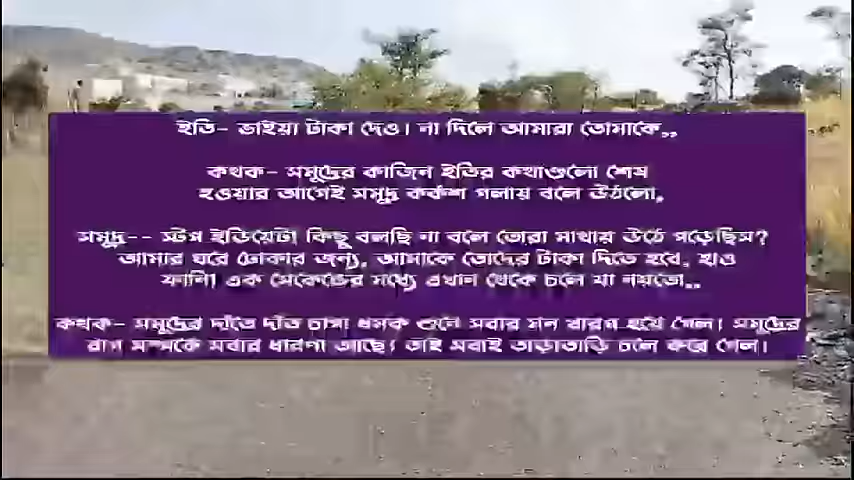 ইতি- ভাইয়া টাকা দেও। না দিলে আমারা তোমাকে,,
কথক- সমুদ্রের কাজিন ইতির কথাগুলো শেষ
হওয়ার আগেই সমুদ্র কর্কশ গলায় বলে উঠলো,
সমুদ্র-- স্টপ ইডিয়েট! কিছু বলছি না বলে তোরা মাথায় উঠে পড়েছিস?
আমার ঘরে ঢোকার জন্য, আমাকে তোদের টাকা দিতে হবে, হাও
ফানি! এক সেকেন্ডের মধ্যে এখান থেকে চলে যা নয়তো,,
কথক- সমুদ্রের দাঁতে দাঁত চাপা ধমক শুনে সবার মন খারাপ হয়ে গেল। সমুদ্রের
রাগ সম্পর্কে সবার ধারণা আছে। তাই সবাই তাড়াতাড়ি চলে করে গেল।